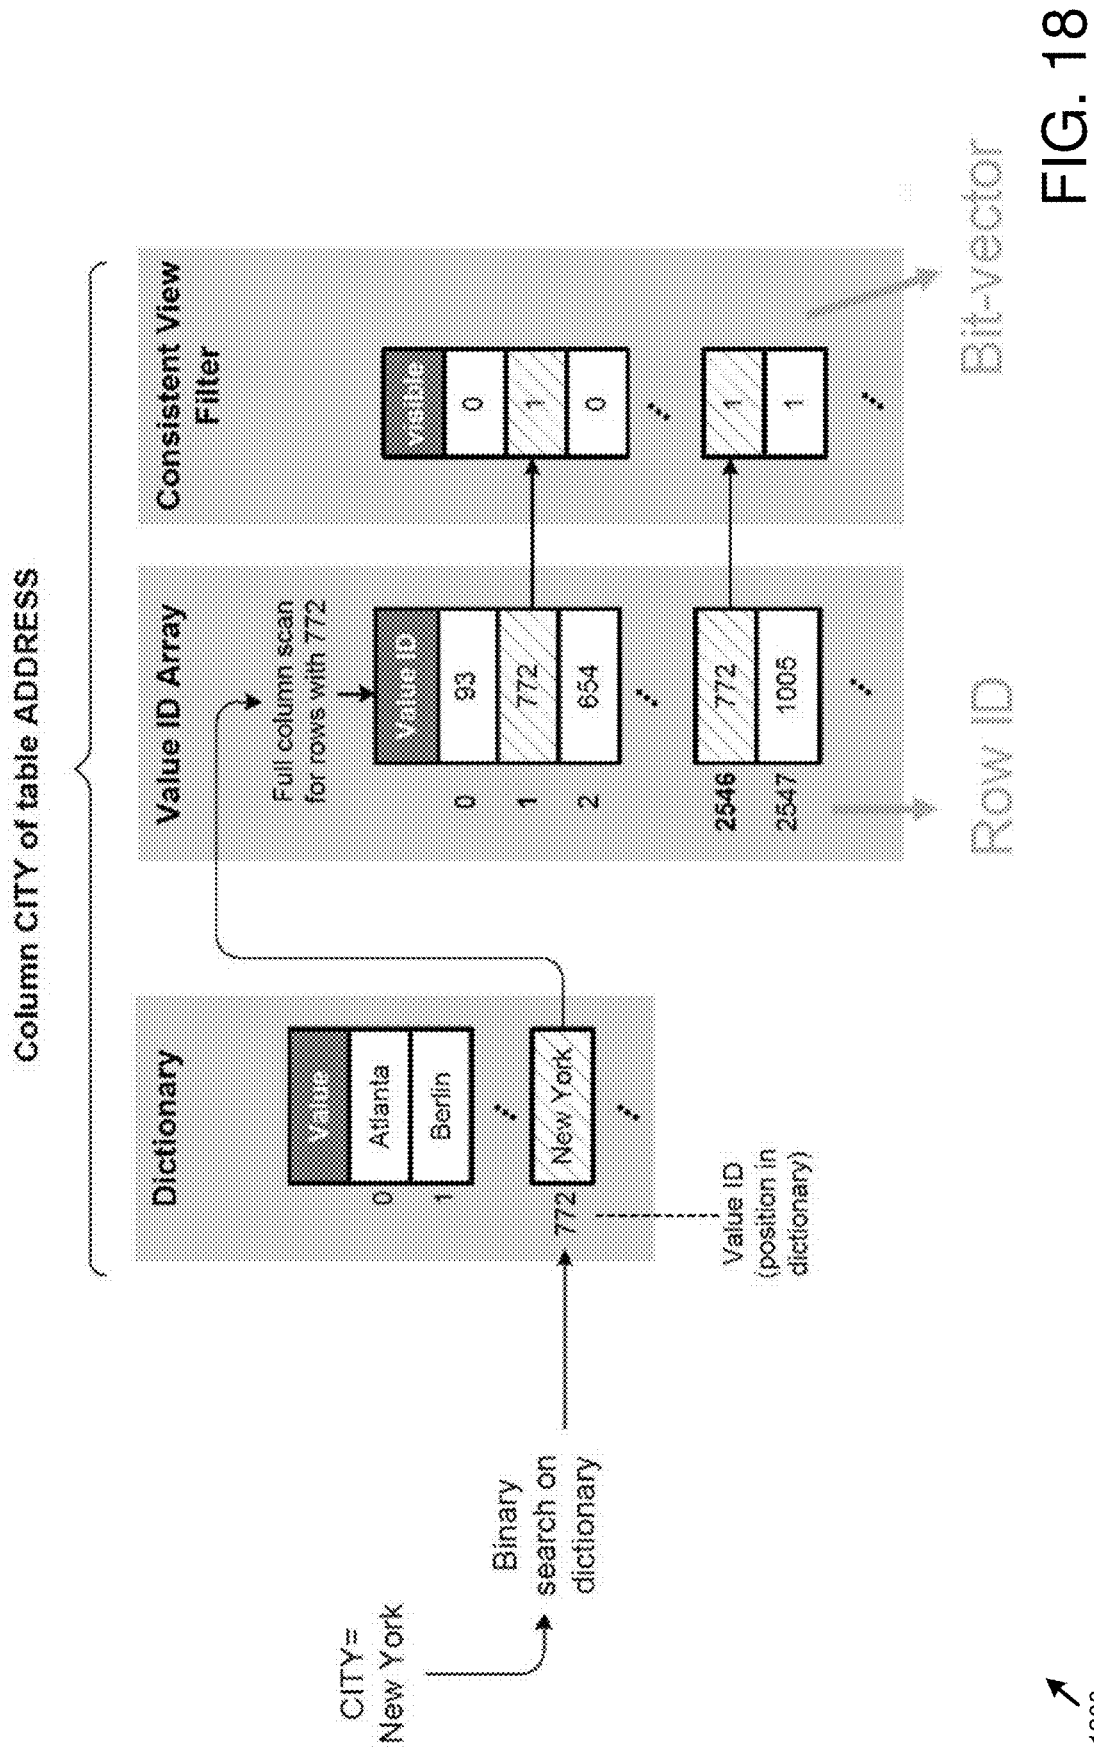 Column CITY of table ADDRESS
CITY=
New York
Binary
search on
dictionary
Dictionary
Value
0 Atlanta
1 Berlin
772 New York
Value ID
(position in
dictionary)
Value ID Array
Full column scan
for rows with 772
Value ID
0 93
1 772
2 654
2546 772
2547 1005
Row ID
Consistent View
Filter
Visible
0
1
0
1
1
Bit-vector
FIG. 18